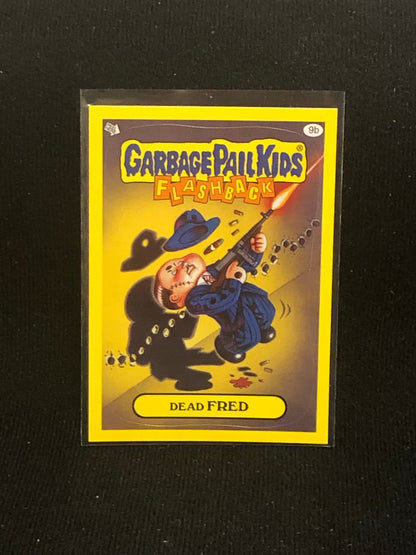 9b
GARBAGE PAIL KIDS®
FLASHBACK
DEAD FRED